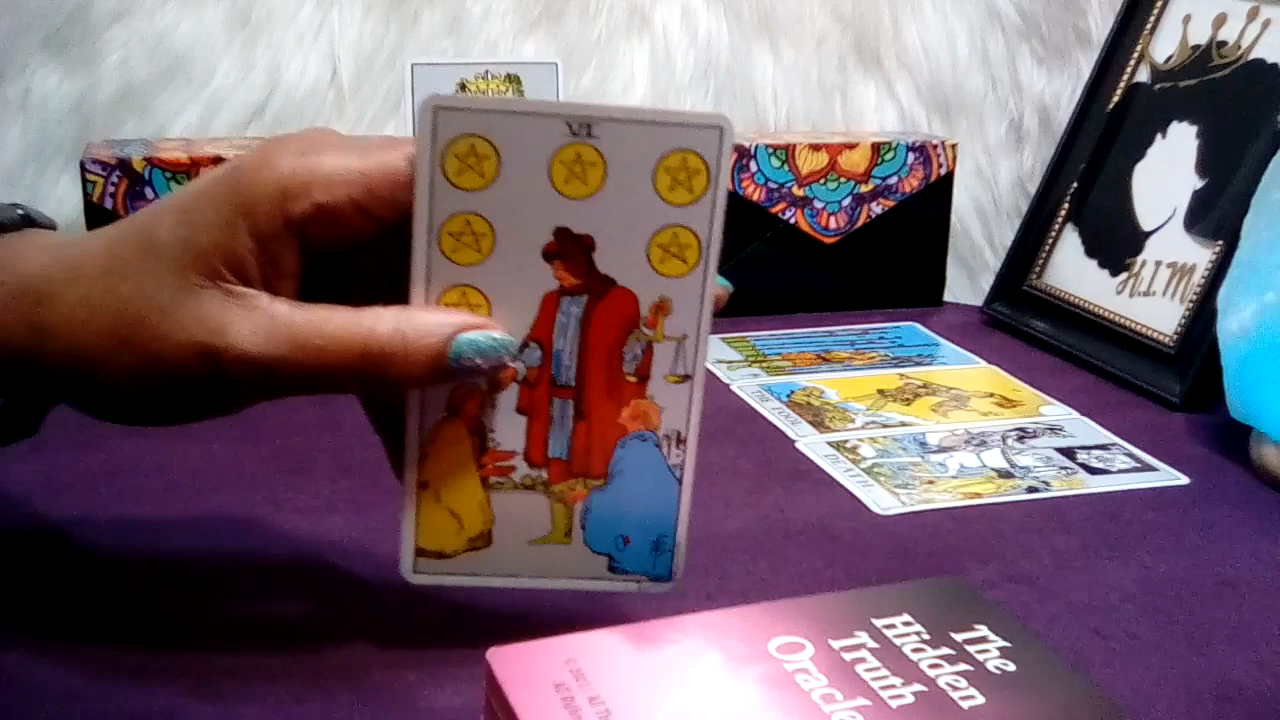 VI
H.I.M
THE FOOL.
DEATH.
The
Hidden
Truth
Oracle